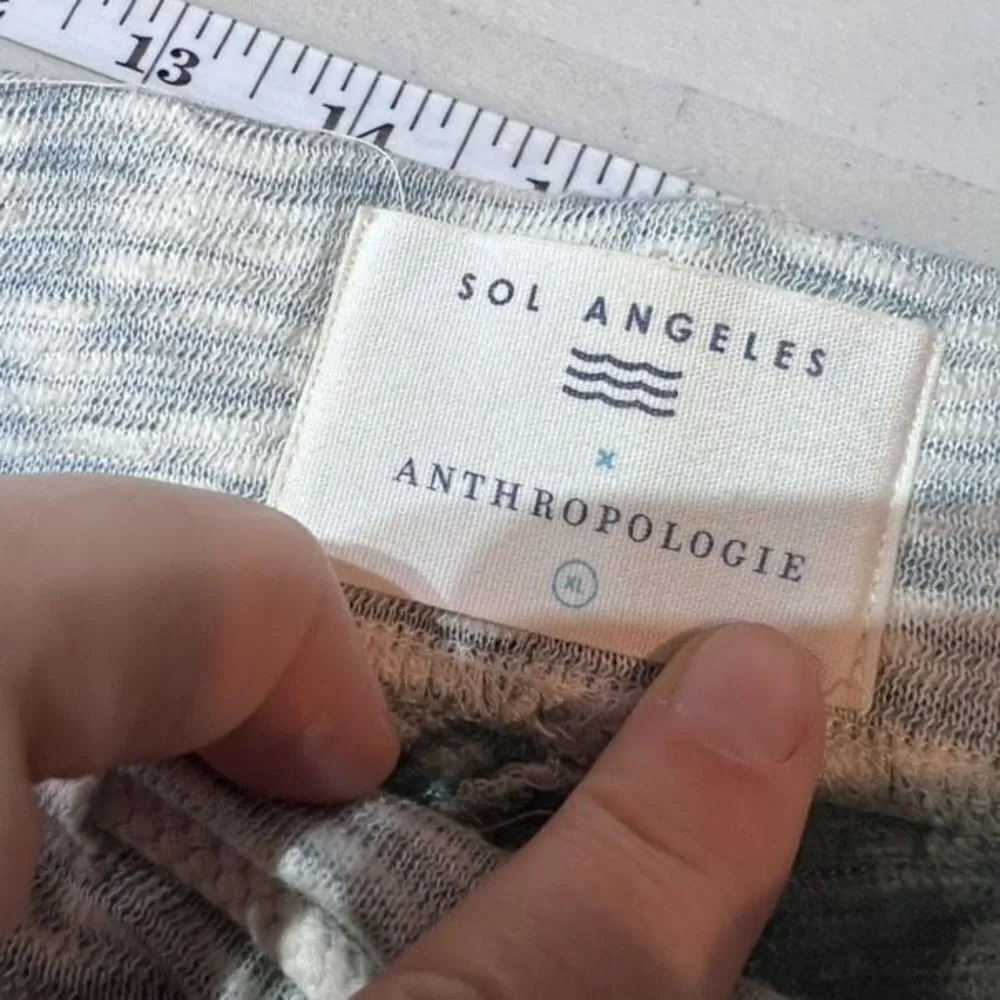 13 14
SOL ANGELES
x
ANTHROPOLOGIE
XL